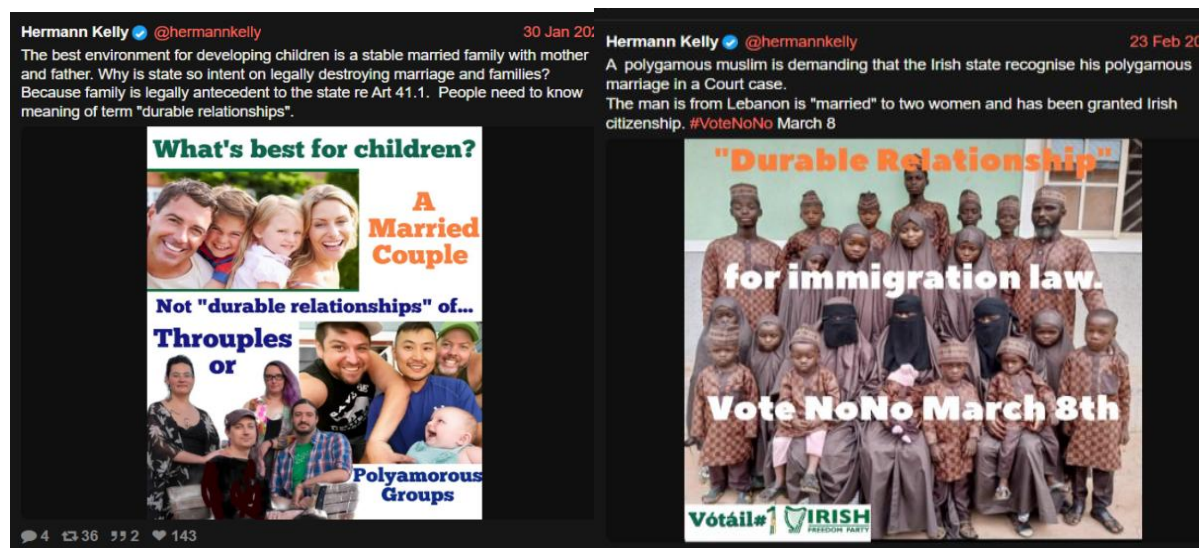 Hermann Kelly @hermannkelly 30 Jan 202
The best environment for developing children is a stable married family with mother
and father. Why is state so intent on legally destroying marriage and families?
Because family is legally antecedent to the state re Art 41.1. People need to know
meaning of term "durable relationships".
What's best for children?
A
Married
Couple
Not "durable relationships" of...
Throuples
or
Polyamorous
Groups
4 36 2 143
Hermann Kelly @hermannkelly 23 Feb 20
A polygamous muslim is demanding that the Irish state recognise his polygamous
marriage in a Court case.
The man is from Lebanon is "married" to two women and has been granted Irish
citizenship. #VoteNoNo March 8
"Durable Relationship"
for immigration law.
Vote NoNo March 8th
Vótáil#1 IRISH
FREEDOM PARTY